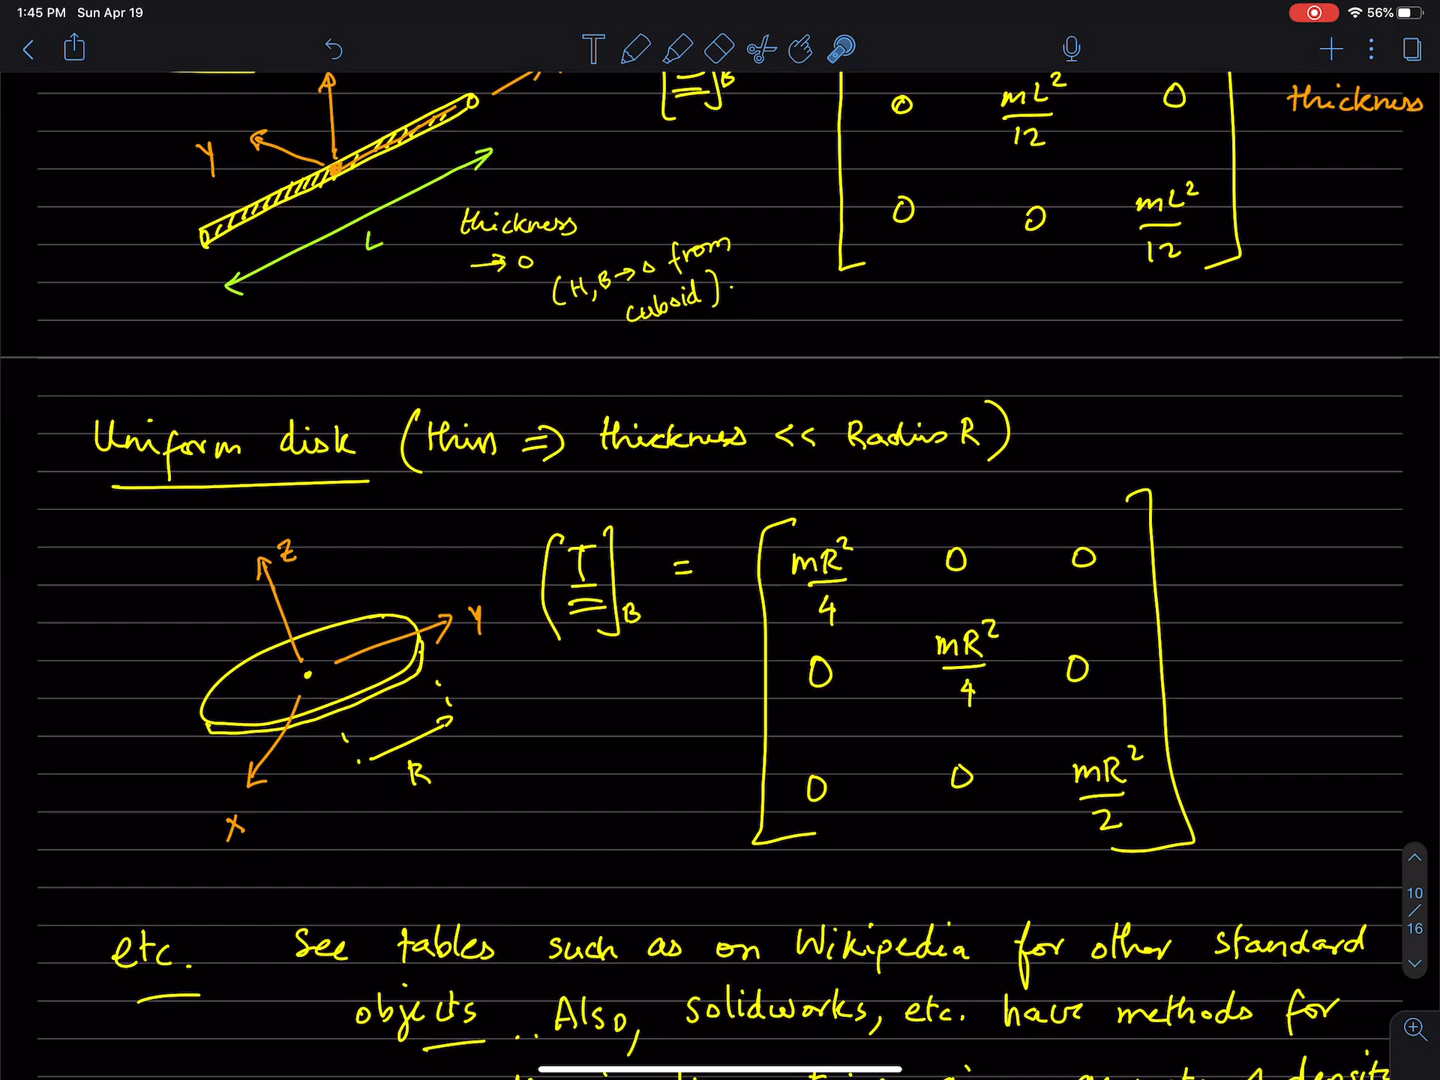 1:45 PM Sun Apr 19
56%
0 mL²/12 0 thickness
Y
0 0 mL²/12
L
thickness
→ 0
(H, B → 0 from
cuboid).
Uniform disk (thin => thickness << Radius R)
Z
[I]B = [mR²/4 0 0
0 mR²/4 0
0 0 mR²/2]
Y
R
X
10
/
16
etc. See tables such as on Wikipedia for other standard
objects .. Also, Solidworks, etc. have methods for